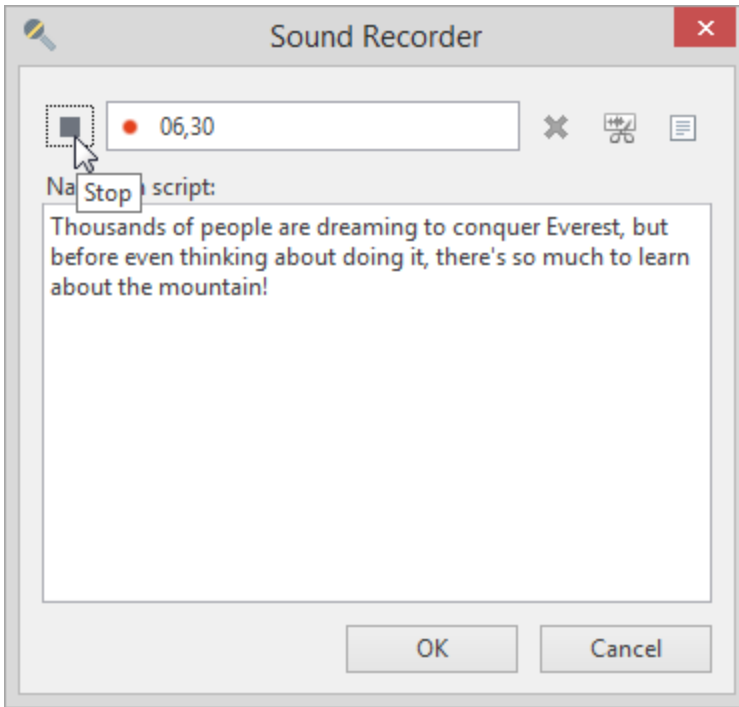 Sound Recorder
06,30
Na script:
Stop
Thousands of people are dreaming to conquer Everest, but
before even thinking about doing it, there's so much to learn
about the mountain!
OK Cancel